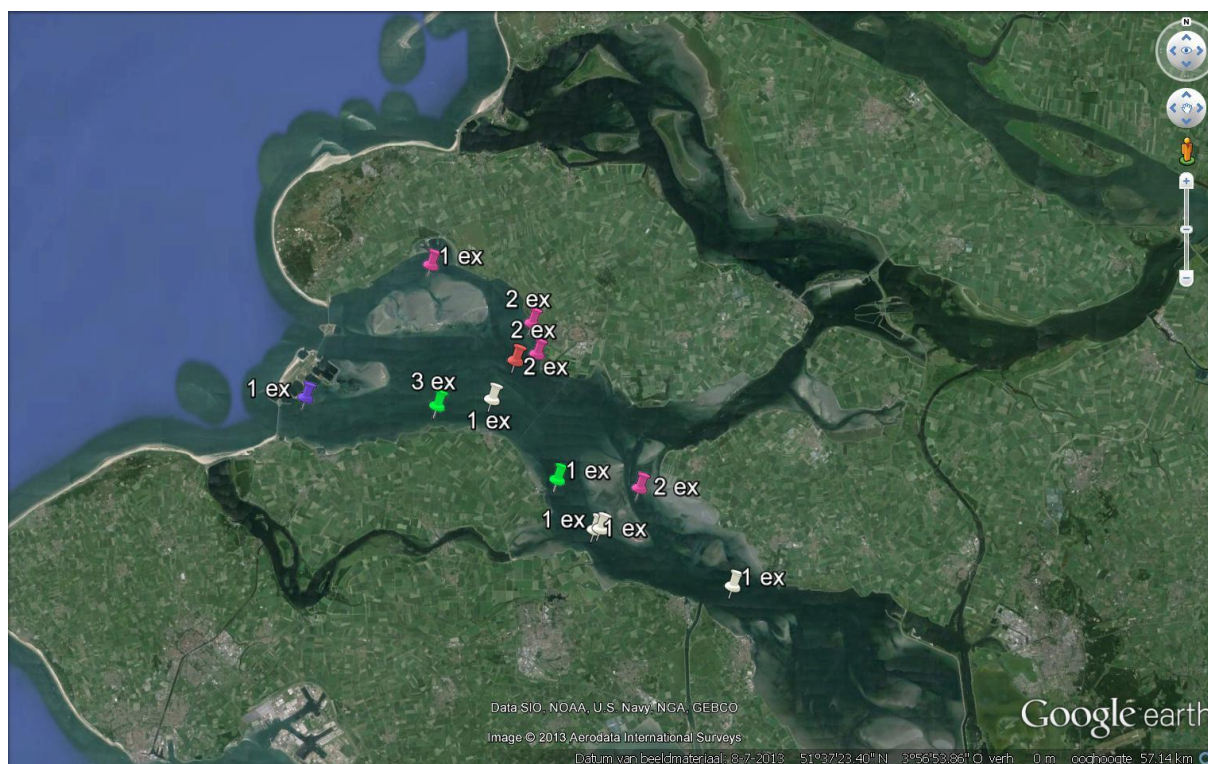 N
1 ex
2 ex
2 ex
2 ex
1 ex
3 ex
1 ex
1 ex
2 ex
1 ex
1 ex
1 ex
Data SIO, NOAA, U.S. Navy, NGA, GEBCO
Image © 2013 Aerodata International Surveys
Google earth
Datum van beeldmateriaal: 8-7-2013 51°37'23.40" N 3°56'53.86" O verh 0 m ooghoogte 57.14 km